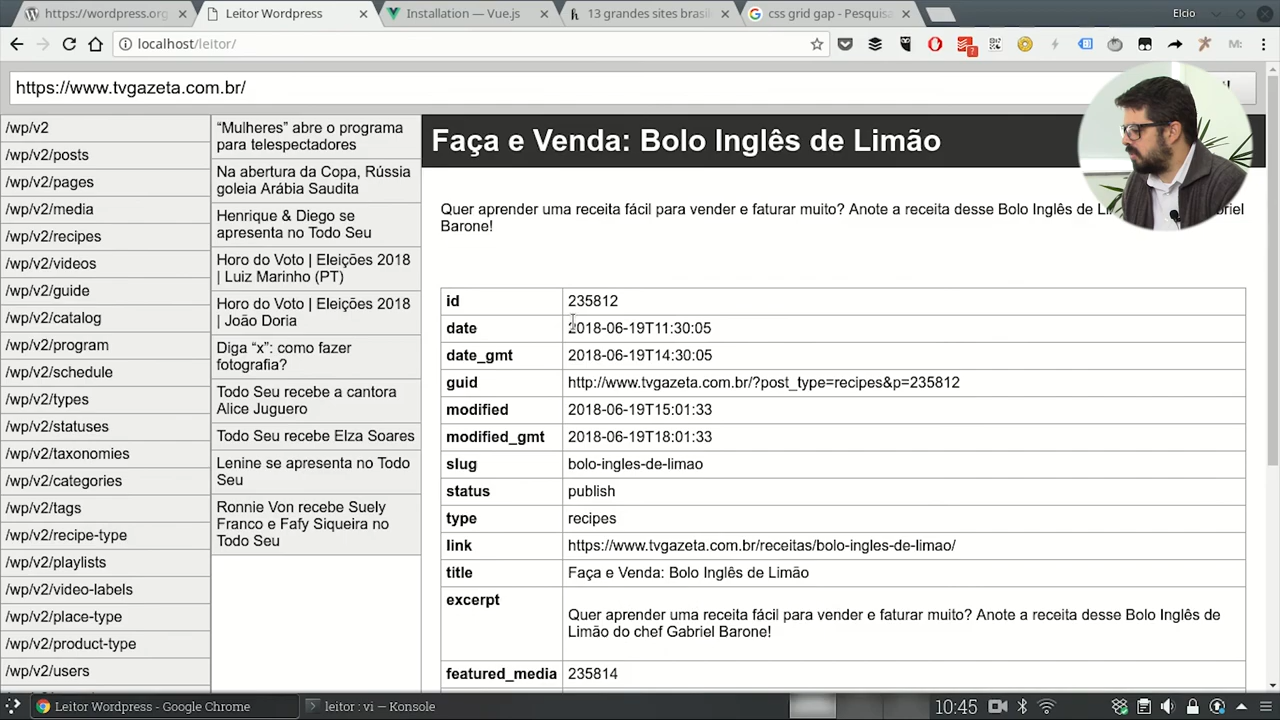 https://wordpress.org
Leitor Wordpress
Installation — Vue.js
13 grandes sites brasil
css grid gap - Pesquisa
Elcio
localhost/leitor/
M:
https://www.tvgazeta.com.br/
/wp/v2
/wp/v2/posts
/wp/v2/pages
/wp/v2/media
/wp/v2/recipes
/wp/v2/videos
/wp/v2/guide
/wp/v2/catalog
/wp/v2/program
/wp/v2/schedule
/wp/v2/types
/wp/v2/statuses
/wp/v2/taxonomies
/wp/v2/categories
/wp/v2/tags
/wp/v2/recipe-type
/wp/v2/playlists
/wp/v2/video-labels
/wp/v2/place-type
/wp/v2/product-type
/wp/v2/users
“Mulheres” abre o programa
para telespectadores
Na abertura da Copa, Rússia
goleia Arábia Saudita
Henrique & Diego se
apresenta no Todo Seu
Horo do Voto | Eleições 2018
| Luiz Marinho (PT)
Horo do Voto | Eleições 2018
| João Doria
Diga “x”: como fazer
fotografia?
Todo Seu recebe a cantora
Alice Juguero
Todo Seu recebe Elza Soares
Lenine se apresenta no Todo
Seu
Ronnie Von recebe Suely
Franco e Fafy Siqueira no
Todo Seu
Faça e Venda: Bolo Inglês de Limão
Quer aprender uma receita fácil para vender e faturar muito? Anote a receita desse Bolo Inglês de
Barone!
id 235812
date 2018-06-19T11:30:05
date_gmt 2018-06-19T14:30:05
guid http://www.tvgazeta.com.br/?post_type=recipes&p=235812
modified 2018-06-19T15:01:33
modified_gmt 2018-06-19T18:01:33
slug bolo-ingles-de-limao
status publish
type recipes
link https://www.tvgazeta.com.br/receitas/bolo-ingles-de-limao/
title Faça e Venda: Bolo Inglês de Limão
excerpt
Quer aprender uma receita fácil para vender e faturar muito? Anote a receita desse Bolo Inglês de
Limão do chef Gabriel Barone!
featured_media 235814
Leitor Wordpress - Google Chrome
leitor : vi — Konsole
10:45